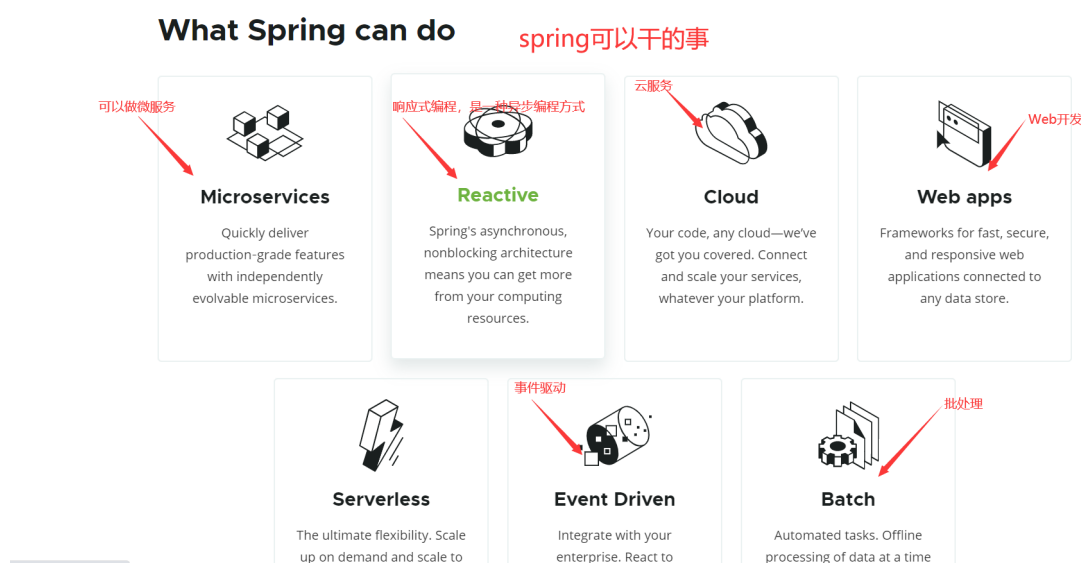 What Spring can do
spring可以干的事
可以做微服务
响应式编程，是一种异步编程方式
云服务
Web开发
Microservices
Quickly deliver
production-grade features
with independently
evolvable microservices.
Reactive
Spring's asynchronous,
nonblocking architecture
means you can get more
from your computing
resources.
Cloud
Your code, any cloud—we've
got you covered. Connect
and scale your services,
whatever your platform.
Web apps
Frameworks for fast, secure,
and responsive web
applications connected to
any data store.
事件驱动
批处理
Serverless
The ultimate flexibility. Scale
up on demand and scale to
Event Driven
Integrate with your
enterprise. React to
Batch
Automated tasks. Offline
processing of data at a time